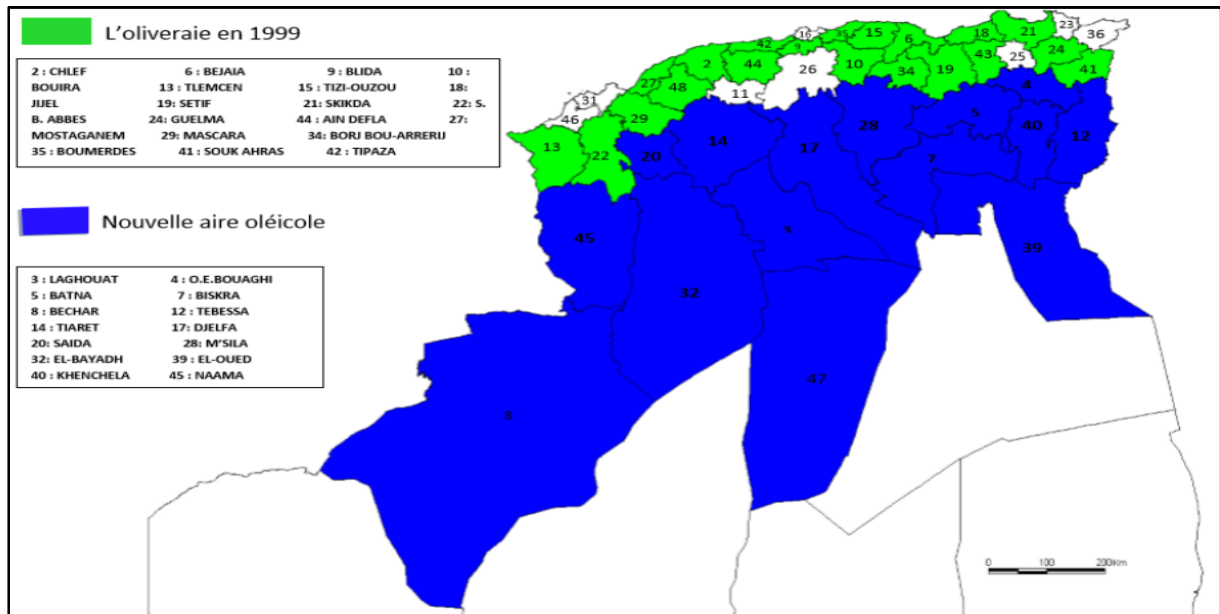 L'oliveraie en 1999
2 : CHLEF 6 : BEJAIA 9 : BLIDA 10 :
BOUIRA 13 : TLEMCEN 15 : TIZI-OUZOU 18:
JIJEL 19: SETIF 21: SKIKDA 22: S.
B. ABBES 24: GUELMA 44 : AIN DEFLA 27:
MOSTAGANEM 29: MASCARA 34: BORJ BOU-ARRERIJ
35 : BOUMERDES 41 : SOUK AHRAS 42 : TIPAZA
Nouvelle aire oléicole
3 : LAGHOUAT 4 : O.E.BOUAGHI
5 : BATNA 7 : BISKRA
8 : BECHAR 12 : TEBESSA
14 : TIARET 17: DJELFA
20: SAIDA 28: M'SILA
32: EL-BAYADH 39 : EL-OUED
40 : KHENCHELA 45 : NAAMA
23
16 35 15 18 21 36
42 9 6 43 24
2 44 26 10 34 19 25 41
27 48 11 4
31
46 29 28 5 40 12
13 22 20 14 17 7
45 3 39
32
47
8
0 100 200 Km